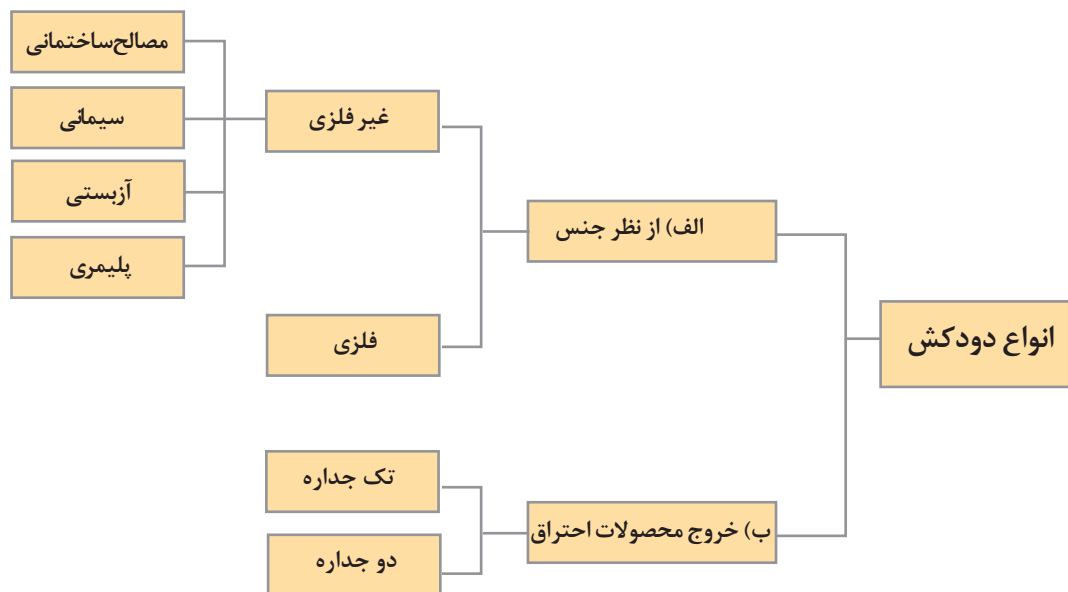 انواع دودکش
الف) از نظر جنس
غیر فلزی
مصالح‌ساختمانی
سیمانی
آزبستی
پلیمری
فلزی
ب) خروج محصولات احتراق
تک جداره
دو جداره